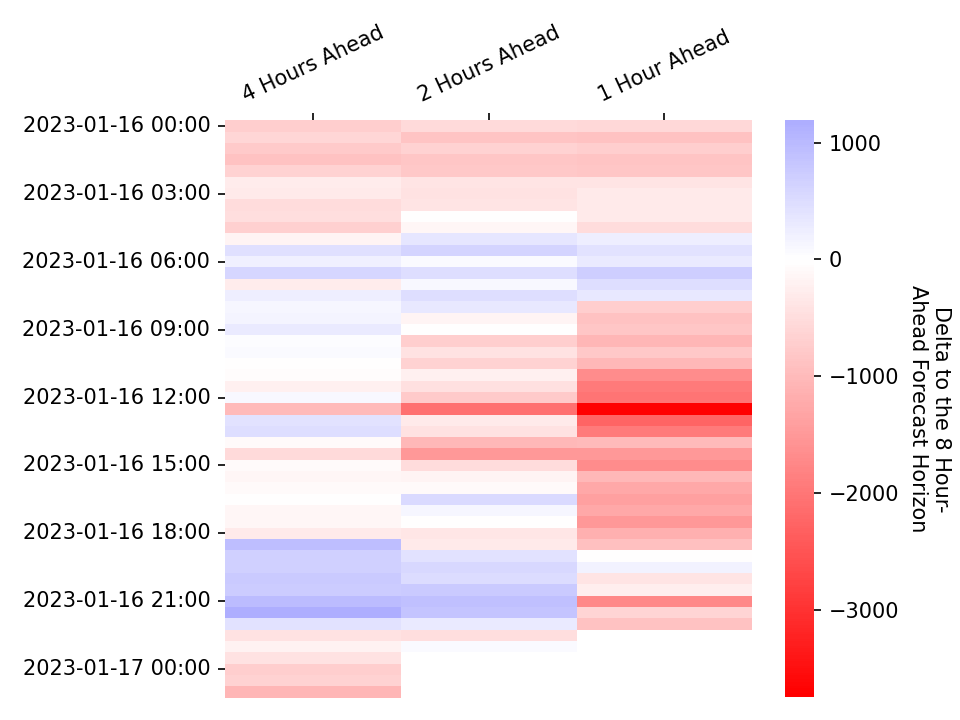 4 Hours Ahead
2 Hours Ahead
1 Hour Ahead
2023-01-16 00:00
2023-01-16 03:00
2023-01-16 06:00
2023-01-16 09:00
2023-01-16 12:00
2023-01-16 15:00
2023-01-16 18:00
2023-01-16 21:00
2023-01-17 00:00
1000
0
−1000
−2000
−3000
Delta to the 8 Hour-
Ahead Forecast Horizon